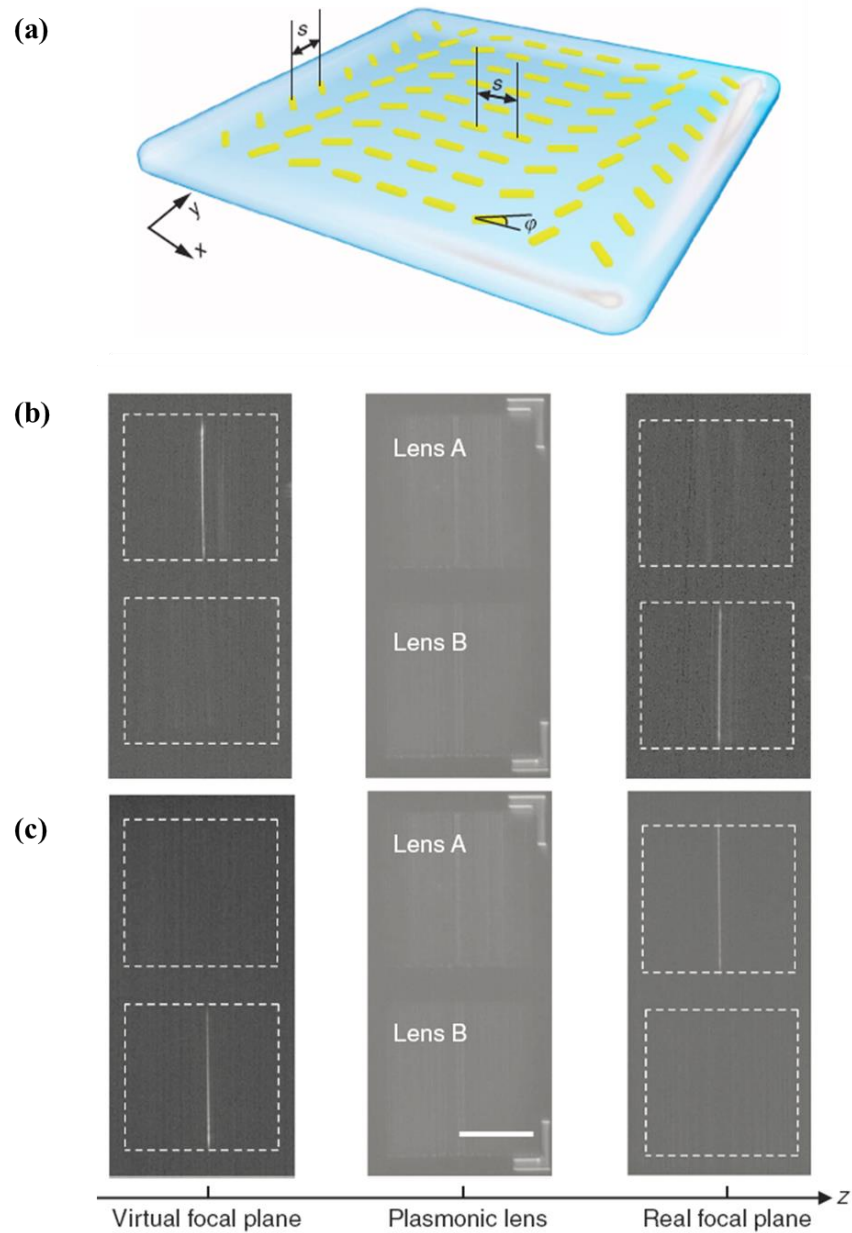 (a)
s
s
y
x
φ
(b)
Lens A
Lens B
(c)
Lens A
Lens B
z
Virtual focal plane
Plasmonic lens
Real focal plane